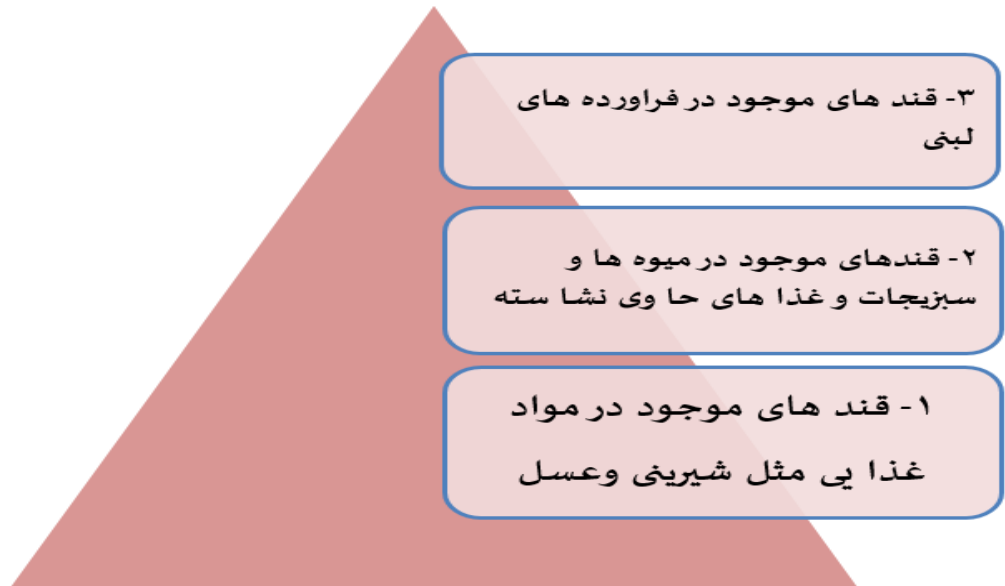 ۳- قند های موجود در فراورده های
لبنی
۲- قندهای موجود در میوه ها و
سبزیجات و غذا های حا وی نشا سته
۱- قند های موجود در مواد
غذا یی مثل شیرینی وعسل